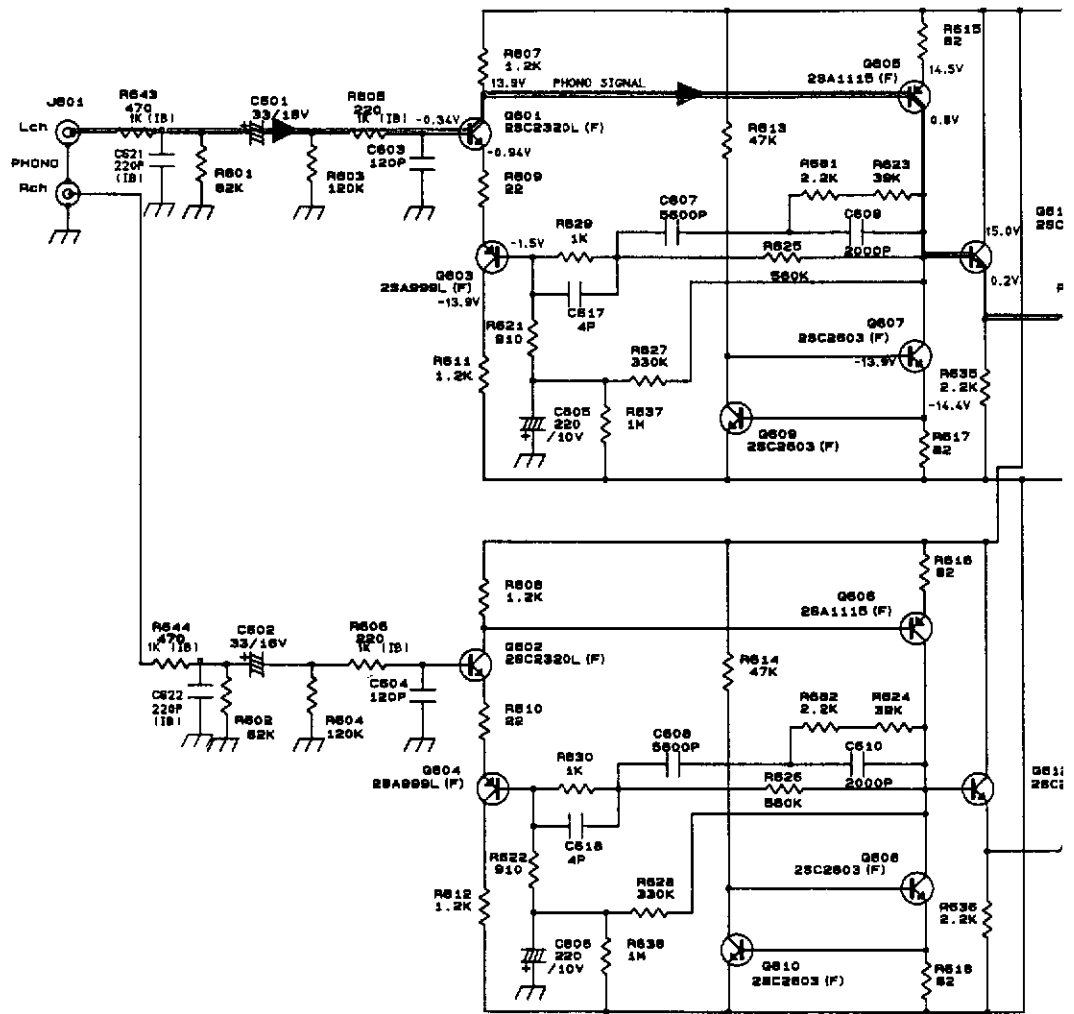 R607
1.2K
13.9V
PHONO SIGNAL
R615
82
Q605
2SA1115 (F)
14.5V
0.8V
J601
Lch
PHONO
Rch
R643
470
1K (IB)
C601
33/16V
R605
220
1K (IB)
-0.34V
Q601
2SC2320L (F)
-0.94V
C621
220P
(IB)
R601
82K
R603
120K
C603
120P
R609
22
R613
47K
R681
2.2K
R623
39K
C607
5600P
C609
2000P
R629
1K
-1.5V
R625
560K
Q603
2SA999L (F)
-13.9V
C617
4P
R621
910
R611
1.2K
R627
330K
C605
220
/10V
R637
1M
Q607
2SC2603 (F)
-13.9V
-14.4V
Q609
2SC2603 (F)
R617
82
R635
2.2K
Q61
2SC
15.0V
0.2V
R608
1.2K
R616
82
Q606
2SA1115 (F)
R644
470
1K (IB)
C602
33/16V
R606
220
1K (IB)
Q602
2SC2320L (F)
C622
220P
(IB)
R602
82K
R604
120K
C604
120P
R610
22
R614
47K
R682
2.2K
R624
39K
C608
5600P
C610
2000P
R630
1K
R626
560K
Q604
2SA999L (F)
C618
4P
R622
910
R612
1.2K
R628
330K
C606
220
/10V
R638
1M
Q608
2SC2603 (F)
Q610
2SC2603 (F)
R618
82
R636
2.2K
Q612
2SC2